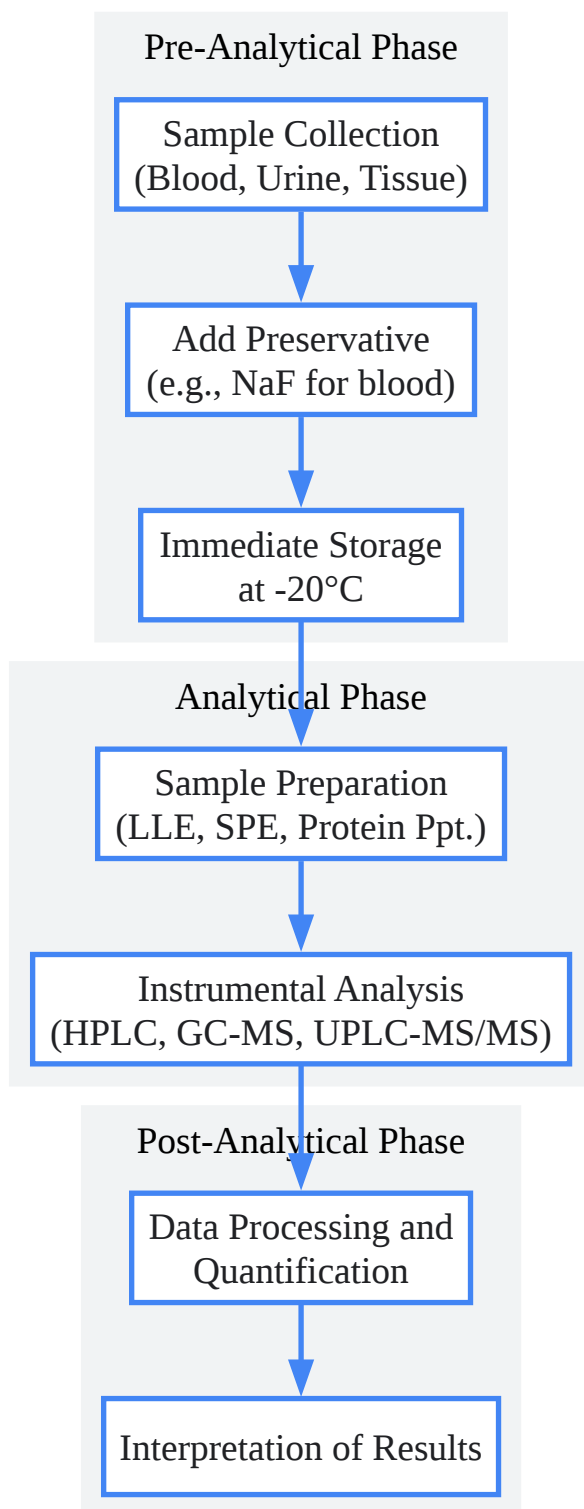 Pre-Analytical Phase
Sample Collection
(Blood, Urine, Tissue)
Add Preservative
(e.g., NaF for blood)
Immediate Storage
at -20°C
Analytical Phase
Sample Preparation
(LLE, SPE, Protein Ppt.)
Instrumental Analysis
(HPLC, GC-MS, UPLC-MS/MS)
Post-Analytical Phase
Data Processing and
Quantification
Interpretation of Results